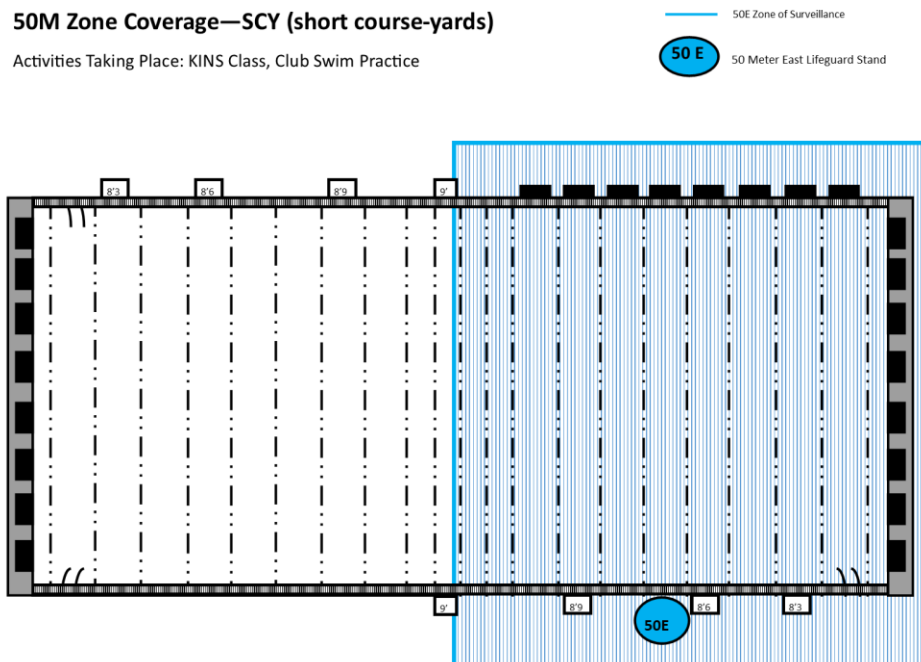 50M Zone Coverage—SCY (short course-yards)
50E Zone of Surveillance
Activities Taking Place: KINS Class, Club Swim Practice
50 E
50 Meter East Lifeguard Stand
8'3
8'6
8'9
9'
9'
8'9
50E
8'6
8'3